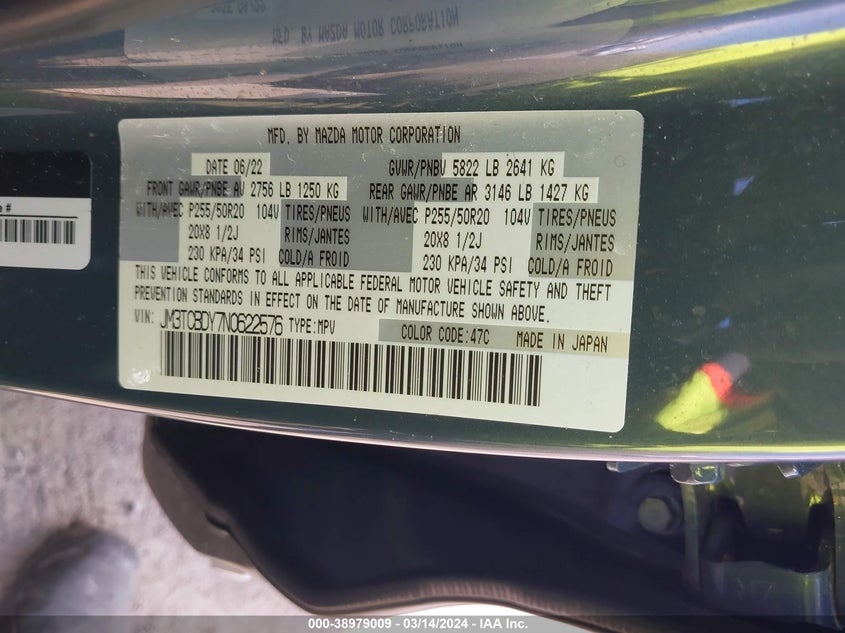 MFD. BY MAZDA MOTOR CORPORATION
MFD. BY MAZDA MOTOR CORPORATION
DATE 06/22 GVWR/PNBV 5822 LB 2641 KG
FRONT GAWR/PNBE AV 2756 LB 1250 KG REAR GAWR/PNBE AR 3146 LB 1427 KG
WITH/AVEC P255/50R20 104V TIRES/PNEUS WITH/AVEC P255/50R20 104V TIRES/PNEUS
20X8 1/2J RIMS/JANTES 20X8 1/2J RIMS/JANTES
230 KPA/34 PSI COLD/A FROID 230 KPA/34 PSI COLD/A FROID
THIS VEHICLE CONFORMS TO ALL APPLICABLE FEDERAL MOTOR VEHICLE SAFETY AND THEFT
PREVENTION STANDARDS IN EFFECT ON THE DATE OF MANUFACTURE SHOWN ABOVE.
VIN: JM3TCBDY7N0622576 TYPE:MPV COLOR CODE:47C MADE IN JAPAN
e #
000-38979009 - 03/14/2024 - IAA Inc.